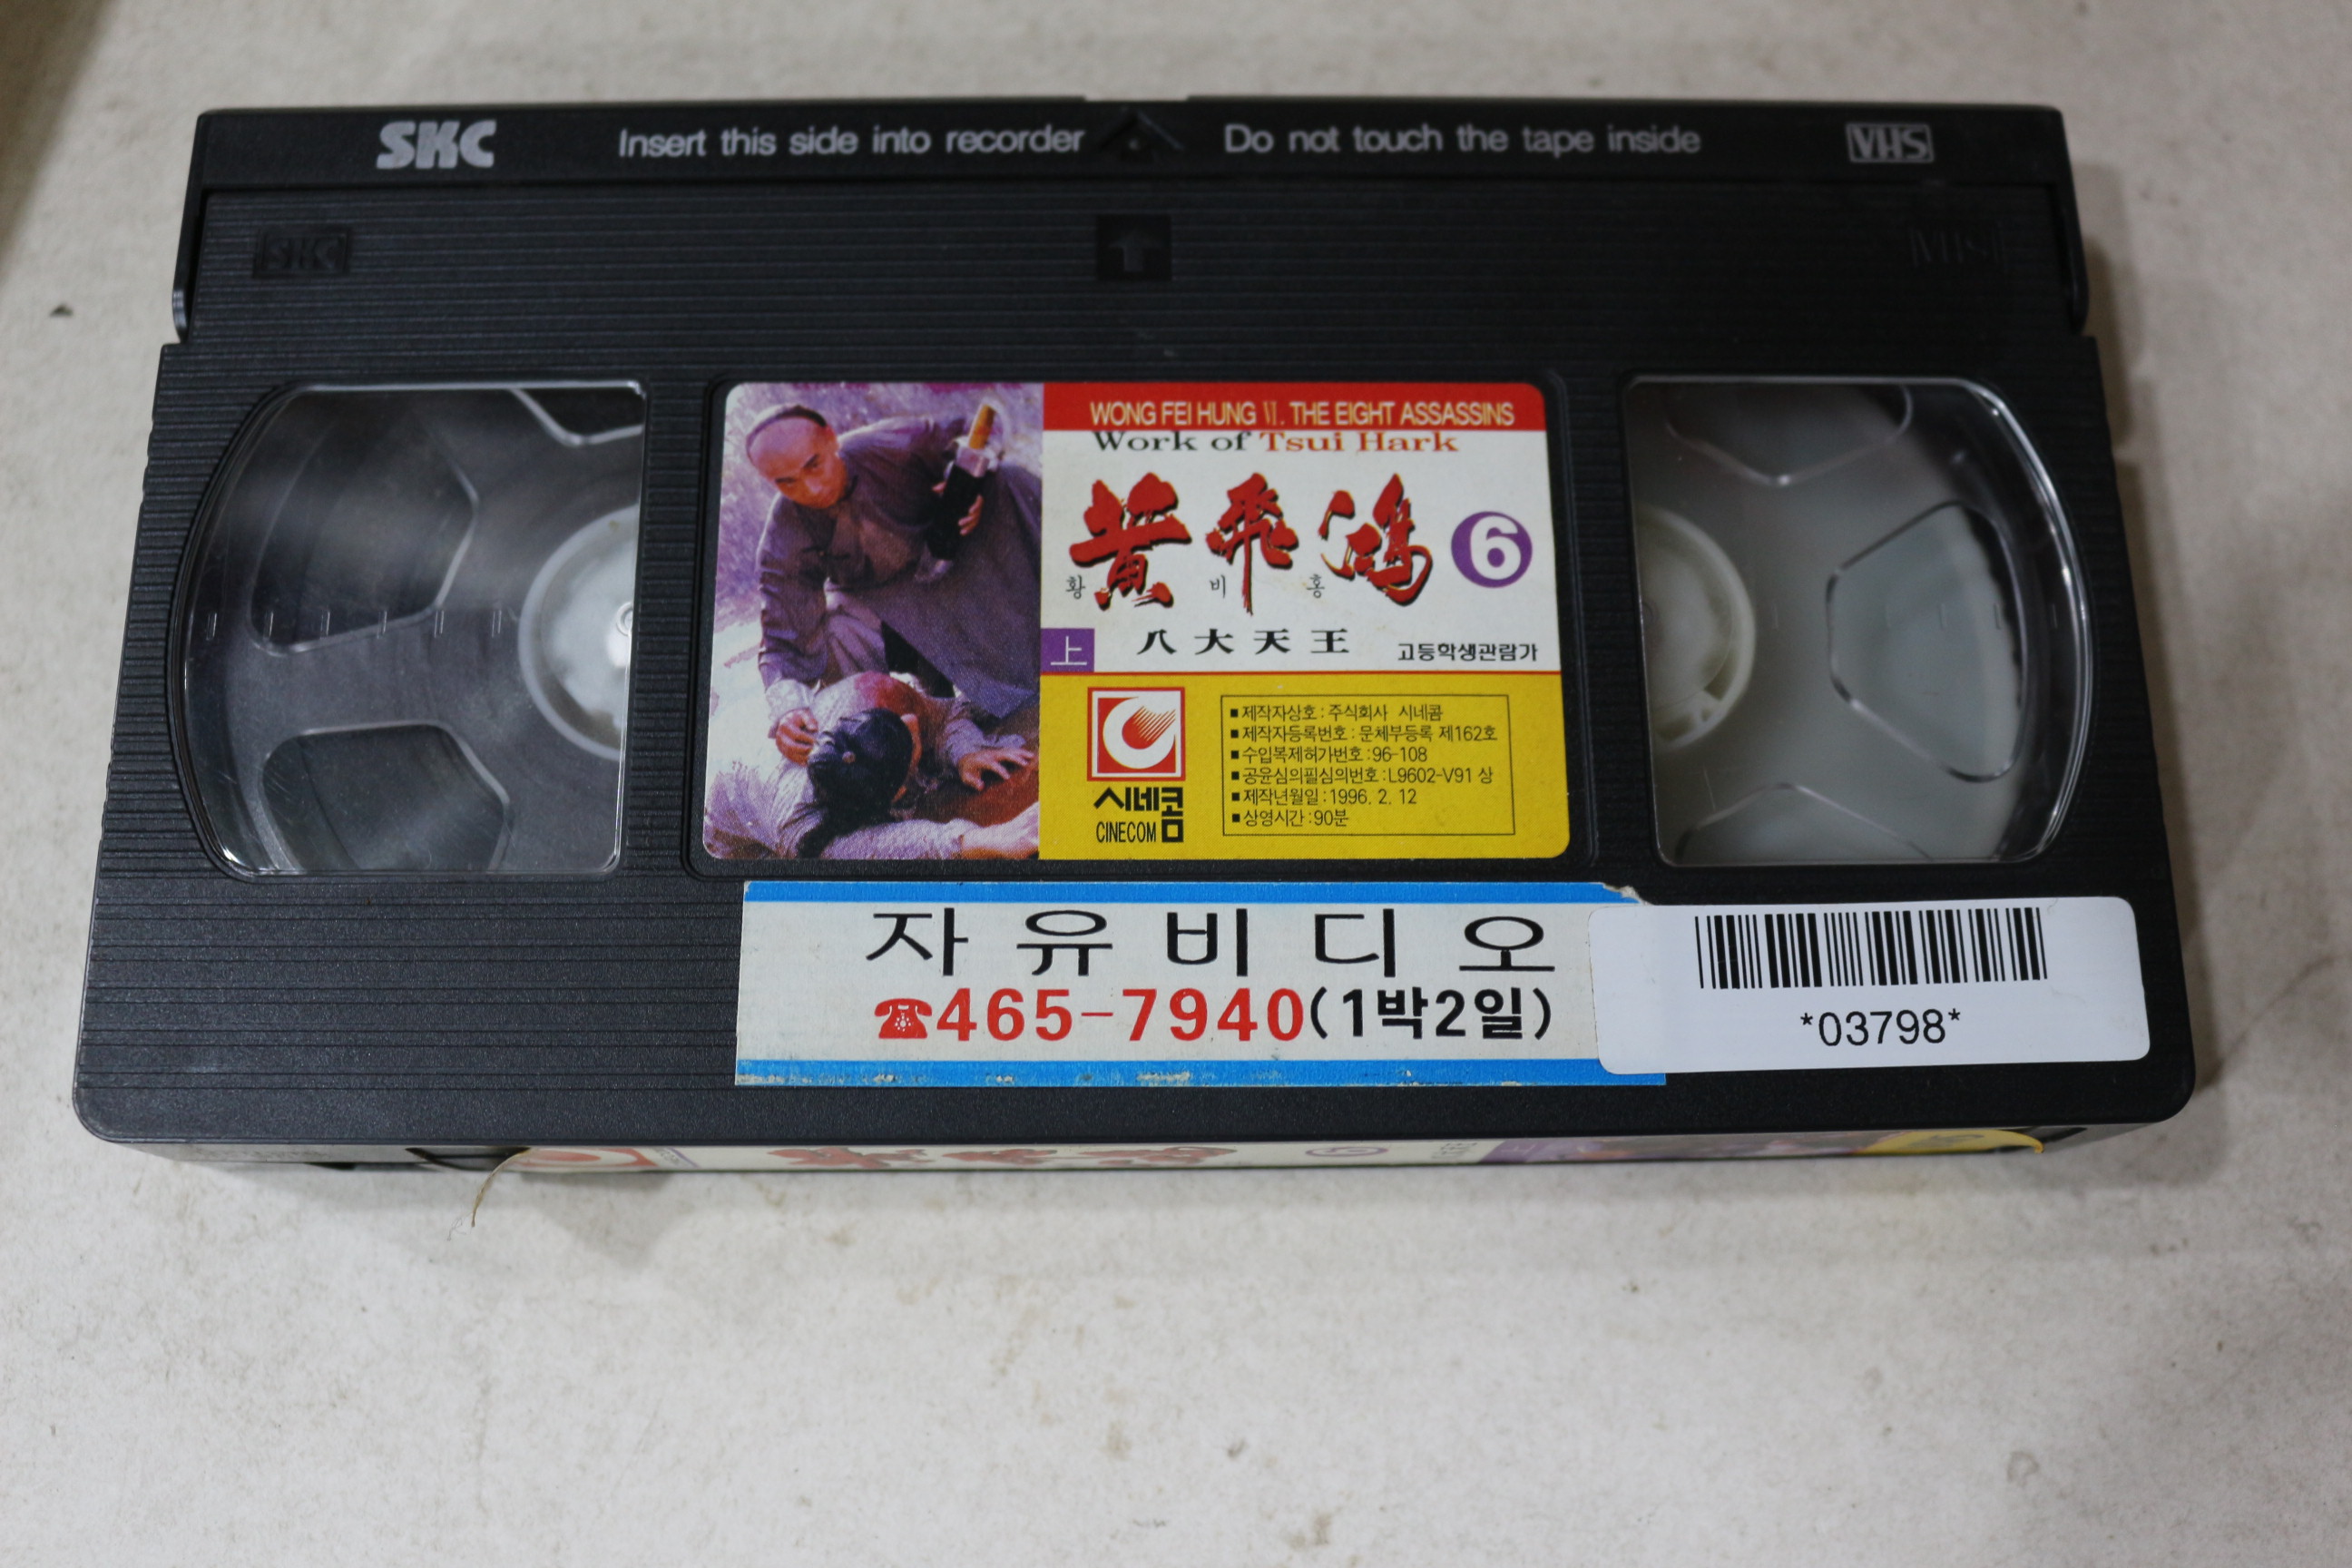 SKC Insert this side into recorder Do not touch the tape inside VHS
SKC VHS
WONG FEI HUNG VI. THE EIGHT ASSASSINS
Work of Tsui Hark
黃飛鴻 6
황 비 홍
上 八大天王 고등학생관람가
시네콤
CINECOM
■제작자상호:주식회사 시네콤
■제작자등록번호:문체부등록 제162호
■수입복제허가번호:96-108
■공윤심의필심의번호:L9602-V91 상
■제작년월일:1996. 2. 12
■상영시간:90분
자유비디오
☎465-7940(1박2일)
*03798*